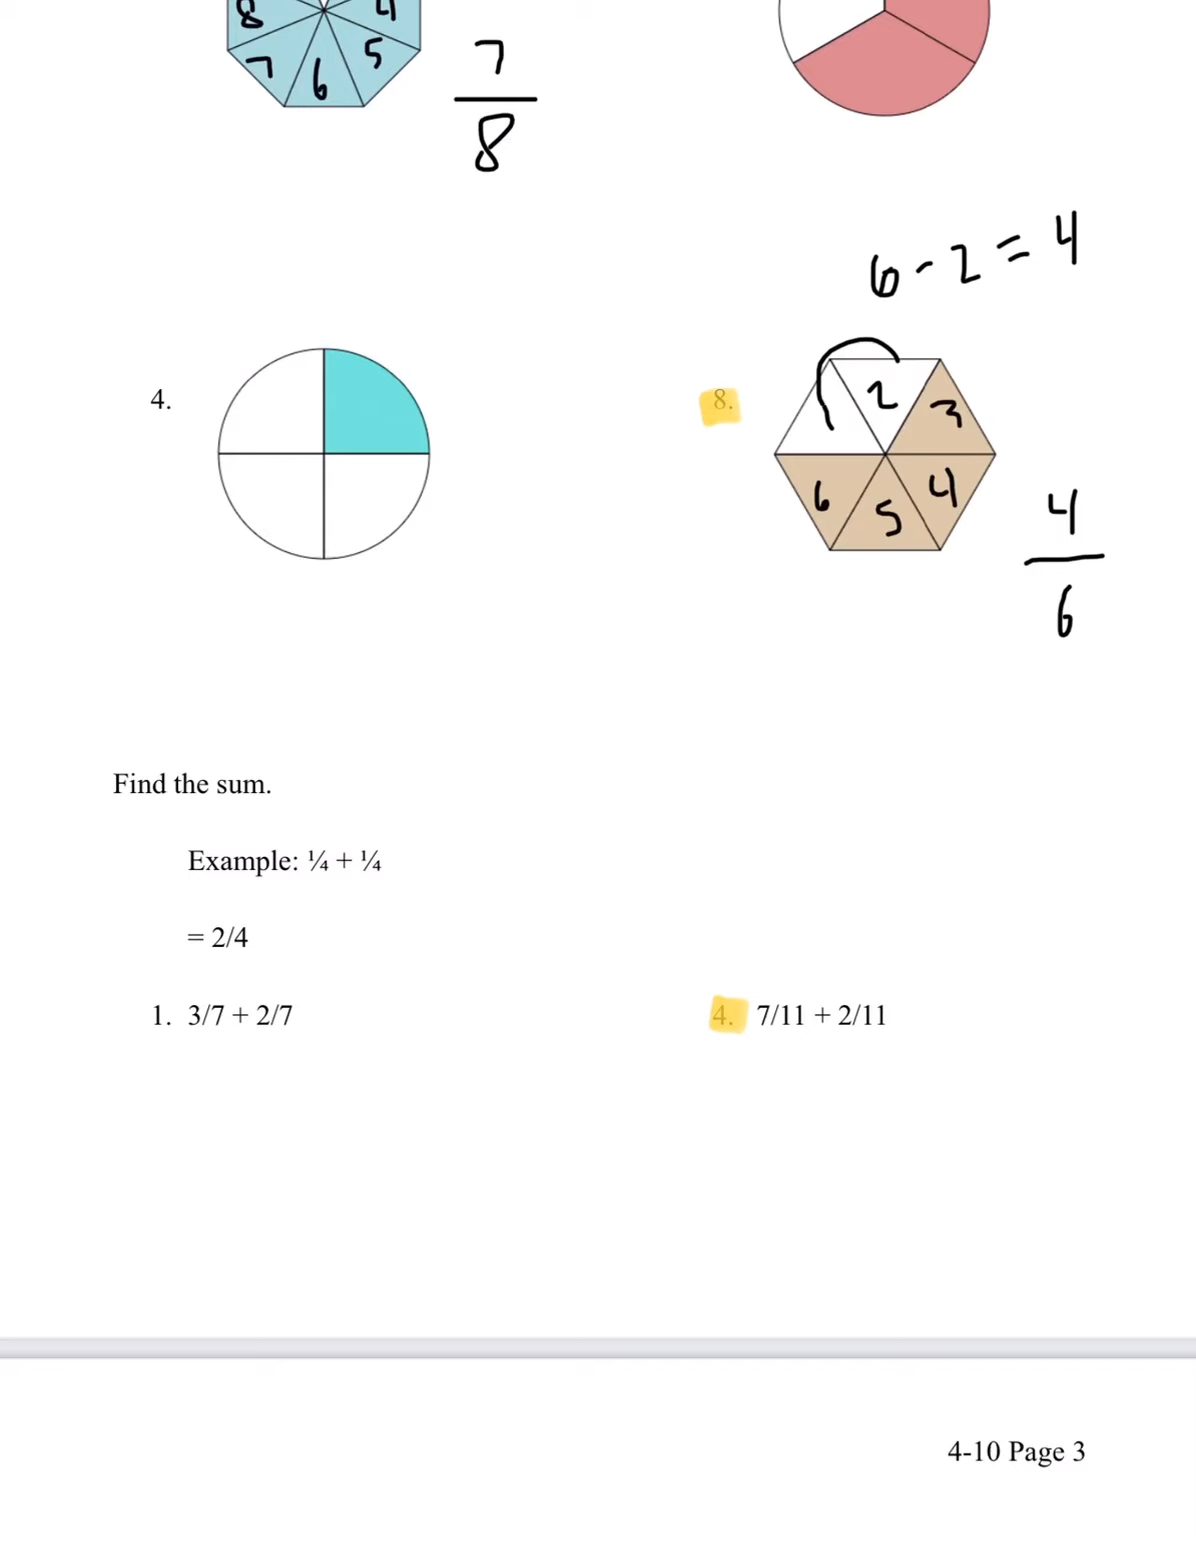 8 4
7 6 5
7
8
6 - 2 = 4
4.
8.
2
3
6 5 4
4
6
Find the sum.
Example: ¼ + ¼
= 2/4
1. 3/7 + 2/7
4. 7/11 + 2/11
4-10 Page 3